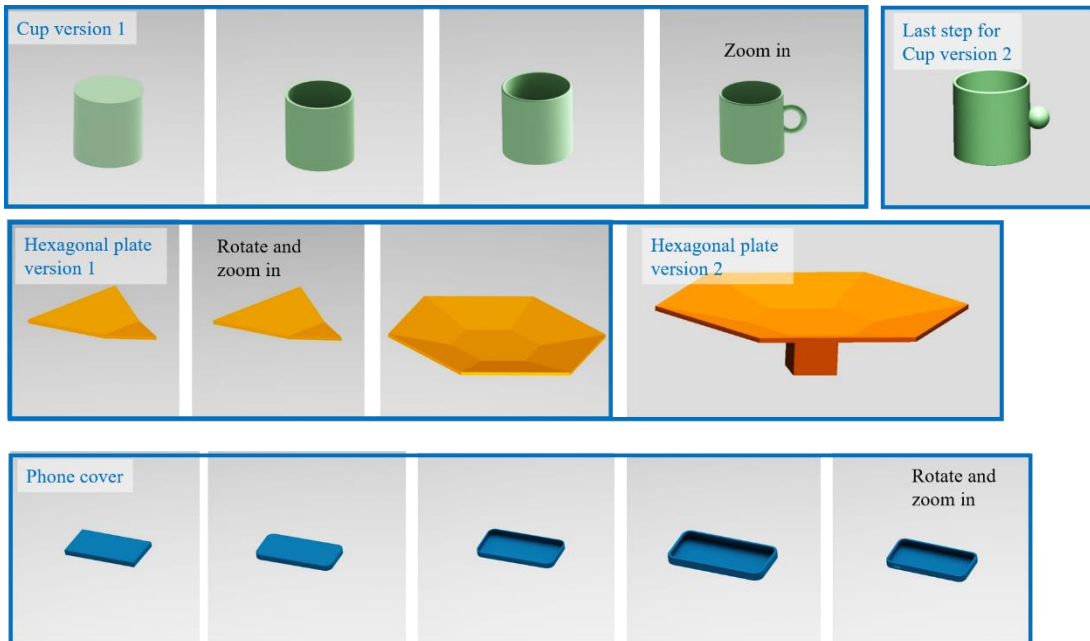 Cup version 1
Zoom in
Last step for
Cup version 2
Hexagonal plate
version 1
Rotate and
zoom in
Hexagonal plate
version 2
Phone cover
Rotate and
zoom in